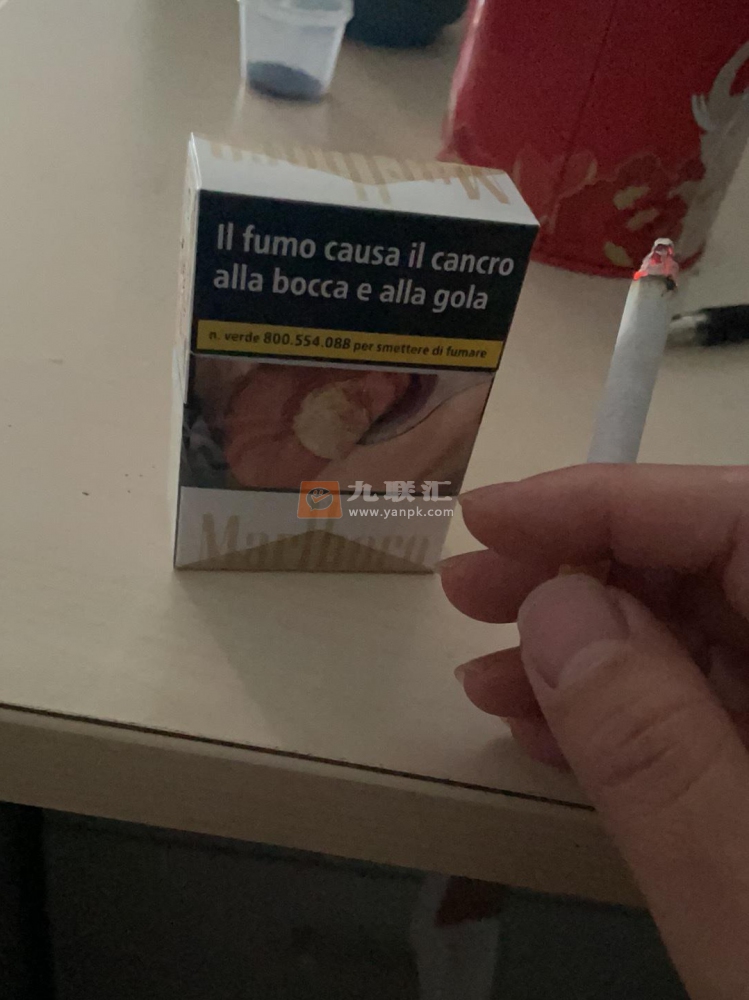 Marlboro
Il fumo causa il cancro
alla bocca e alla gola
n. verde 800.554.088 per smettere di fumare
九联汇
www.yanpk.com
Marlboro